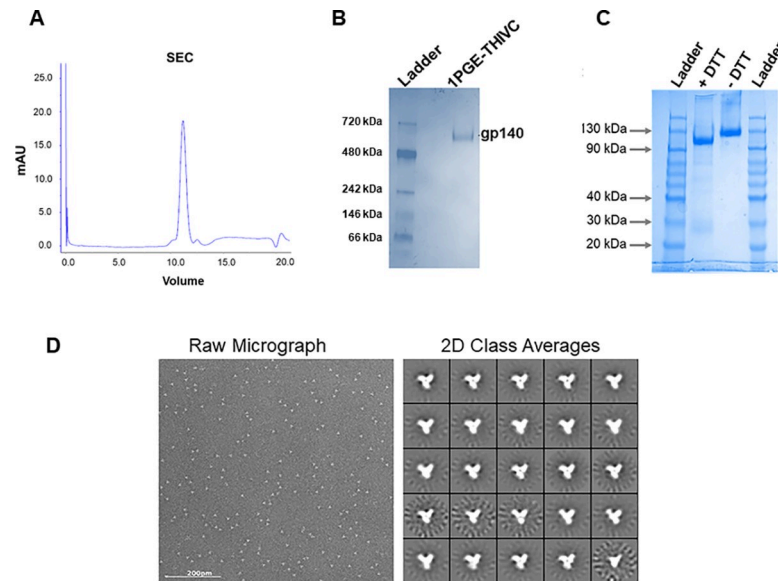 A
SEC
25.0
20.0
15.0
10.0
5.0
0.0
mAU
0.0 5.0 10.0 15.0 20.0
Volume
B
Ladder
1PGE-THIVC
720 kDa
480 kDa
242 kDa
146 kDa
66 kDa
gp140
C
Ladder
+ DTT
- DTT
Ladder
130 kDa
90 kDa
40 kDa
30 kDa
20 kDa
D
Raw Micrograph
200pm
2D Class Averages